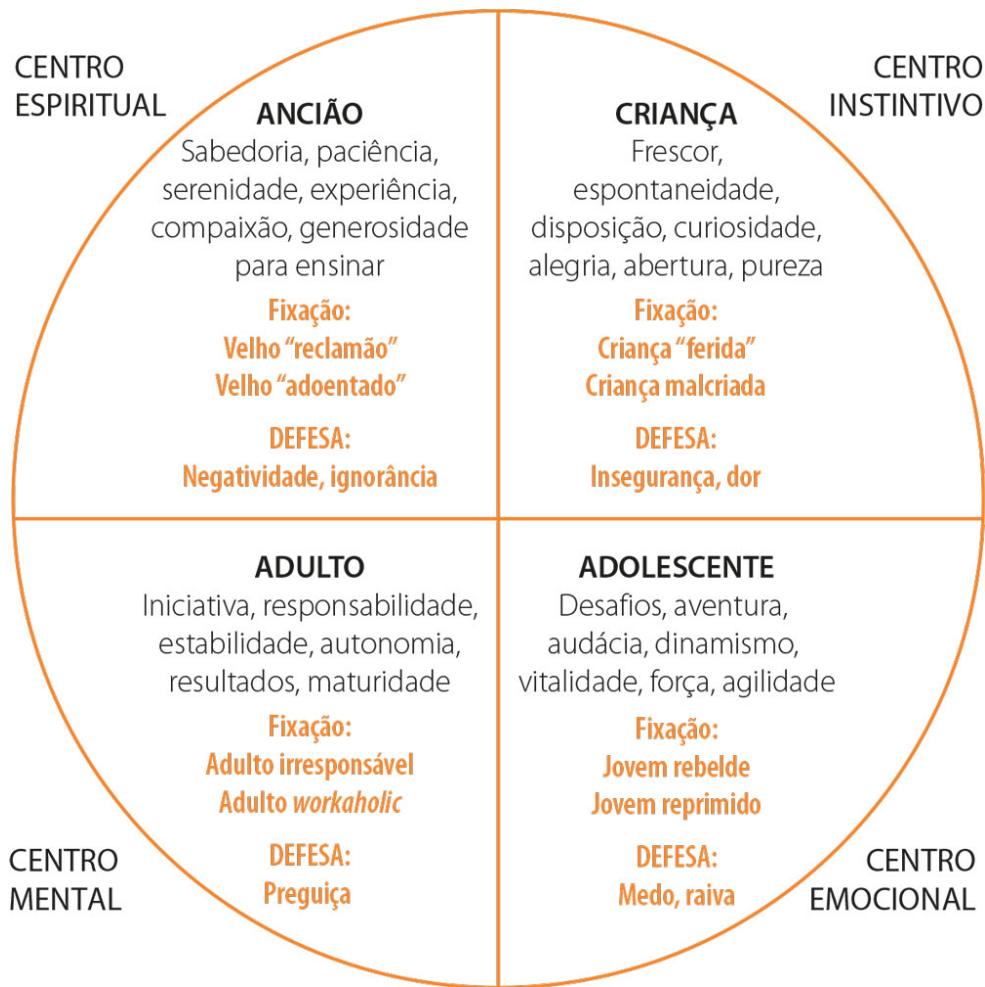 CENTRO
ESPIRITUAL
ANCIÃO
Sabedoria, paciência,
serenidade, experiência,
compaixão, generosidade
para ensinar
Fixação:
Velho “reclamão”
Velho “adoentado”
DEFESA:
Negatividade, ignorância
CENTRO
INSTINTIVO
CRIANÇA
Frescor,
espontaneidade,
disposição, curiosidade,
alegria, abertura, pureza
Fixação:
Criança “ferida”
Criança malcriada
DEFESA:
Insegurança, dor
ADULTO
Iniciativa, responsabilidade,
estabilidade, autonomia,
resultados, maturidade
Fixação:
Adulto irresponsável
Adulto workaholic
DEFESA:
Preguiça
CENTRO
MENTAL
ADOLESCENTE
Desafios, aventura,
audácia, dinamismo,
vitalidade, força, agilidade
Fixação:
Jovem rebelde
Jovem reprimido
DEFESA:
Medo, raiva
CENTRO
EMOCIONAL